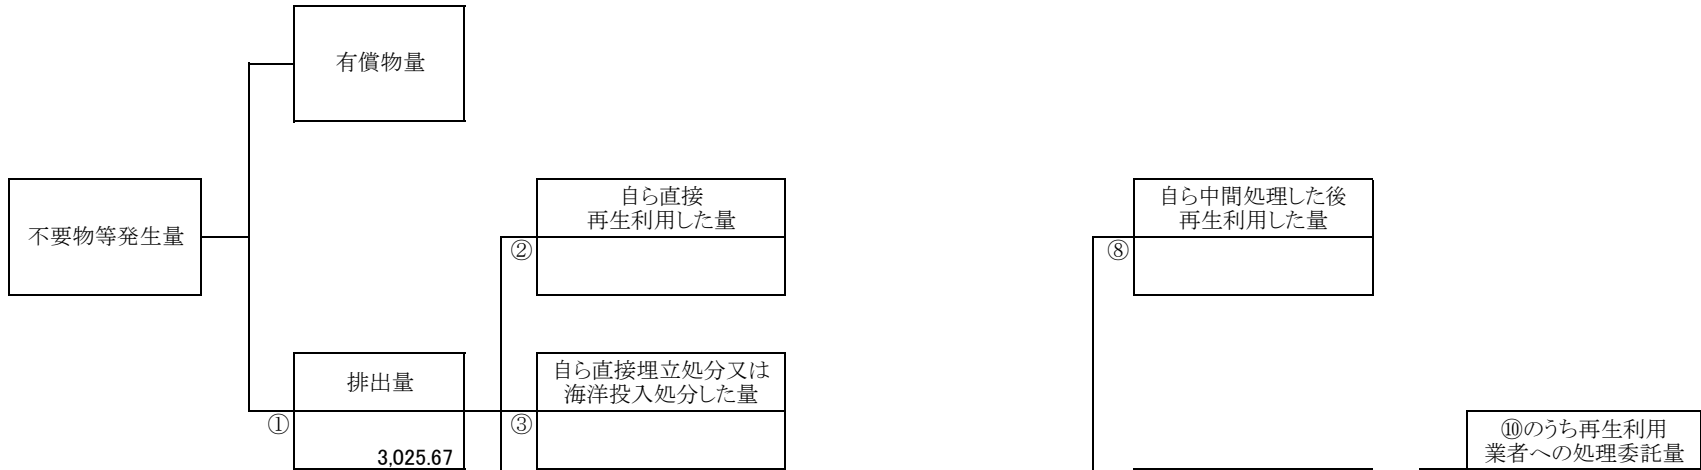 有償物量
不要物等発生量
自ら直接
再生利用した量
②
自ら中間処理した後
再生利用した量
⑧
排出量
①
3,025.67
自ら直接埋立処分又は
海洋投入処分した量
③
⑩のうち再生利用
業者への処理委託量